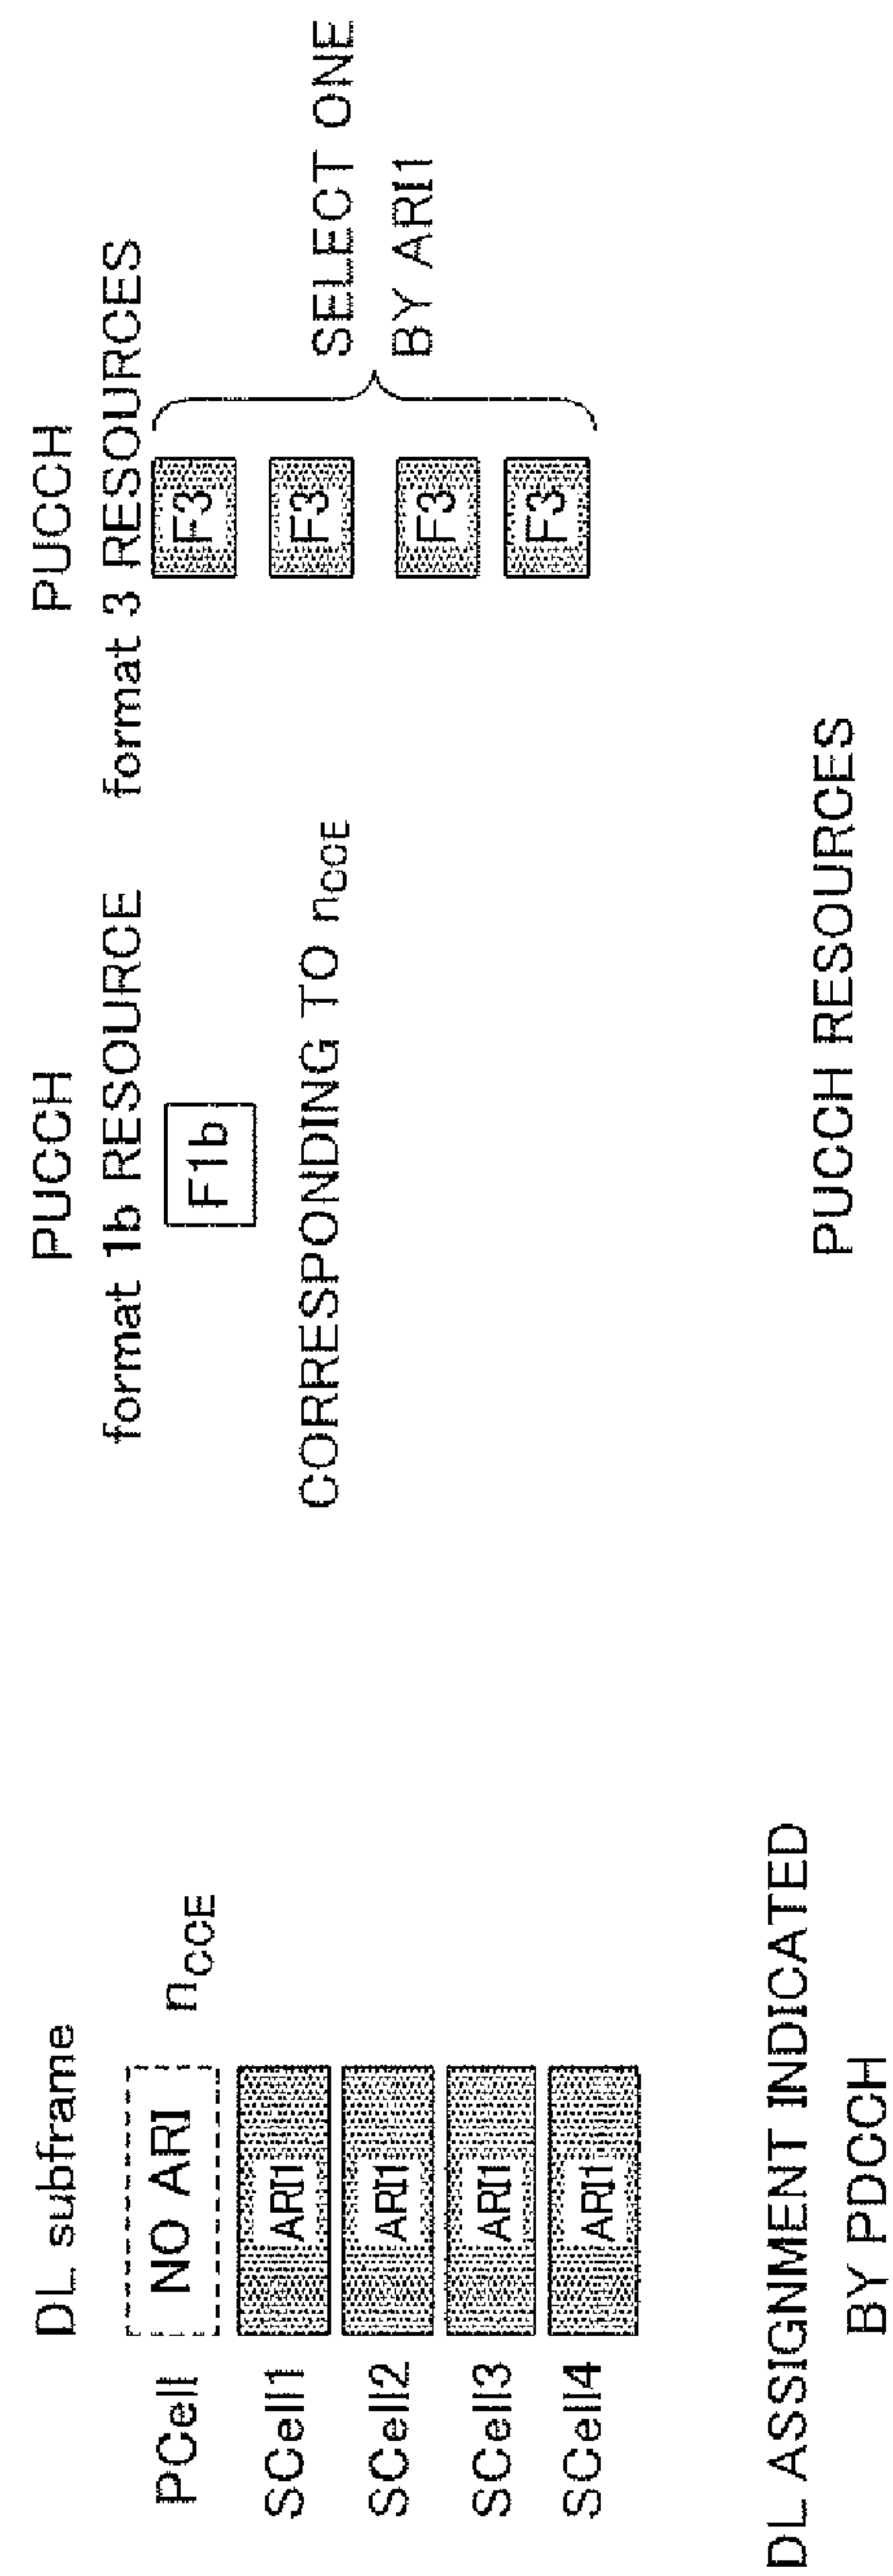 DL subframe
PCell
NO ARI
nCCE
SCell1
ARI1
SCell2
ARI1
SCell3
ARI1
SCell4
ARI1
DL ASSIGNMENT INDICATED
BY PDCCH
PUCCH
format 1b RESOURCE
F1b
CORRESPONDING TO nCCE
PUCCH
format 3 RESOURCES
F3
F3
F3
F3
SELECT ONE
BY ARI1
PUCCH RESOURCES